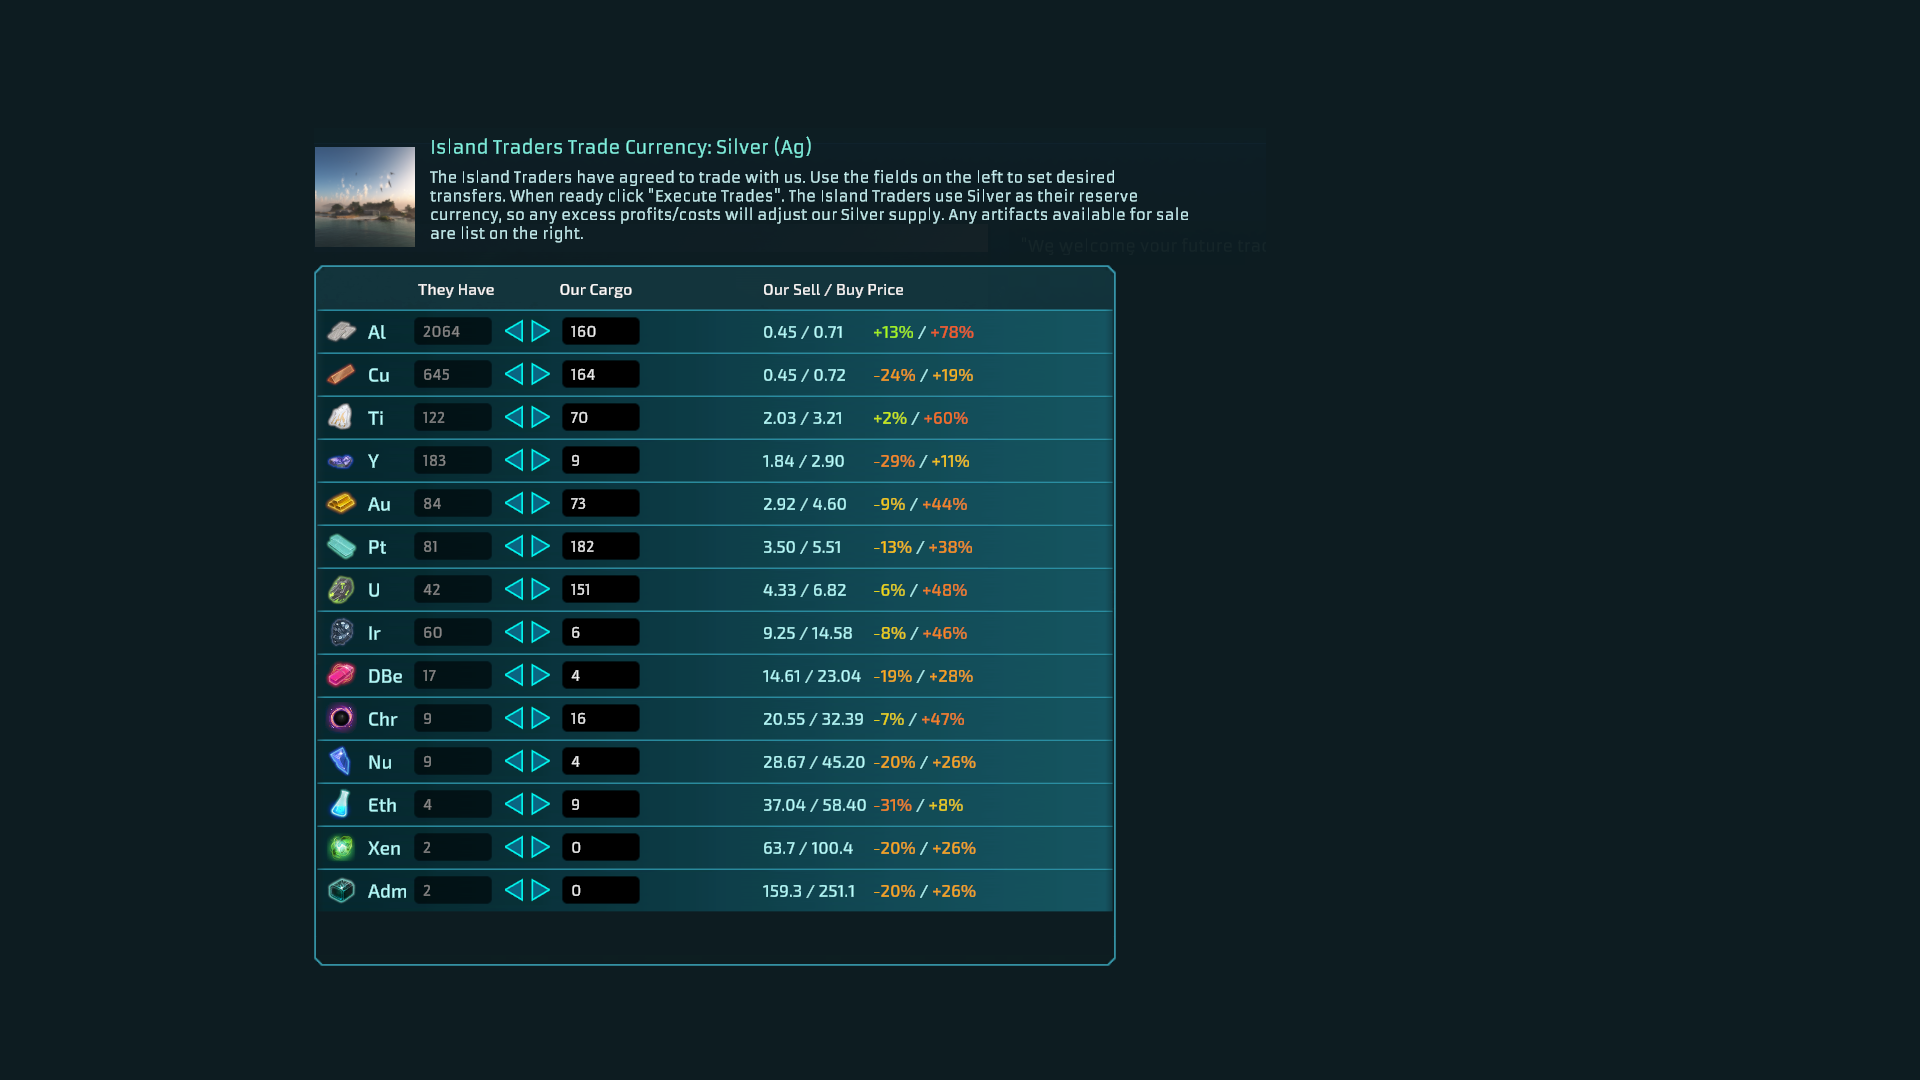 Island Traders Trade Currency: Silver (Ag)
The Island Traders have agreed to trade with us. Use the fields on the left to set desired
transfers. When ready click "Execute Trades". The Island Traders use Silver as their reserve
currency, so any excess profits/costs will adjust our Silver supply. Any artifacts available for sale
are list on the right.
"We welcome your future trad
They Have Our Cargo Our Sell / Buy Price
Al 2064 160 0.45 / 0.71 +13% / +78%
Cu 645 164 0.45 / 0.72 -24% / +19%
Ti 122 70 2.03 / 3.21 +2% / +60%
Y 183 9 1.84 / 2.90 -29% / +11%
Au 84 73 2.92 / 4.60 -9% / +44%
Pt 81 182 3.50 / 5.51 -13% / +38%
U 42 151 4.33 / 6.82 -6% / +48%
Ir 60 6 9.25 / 14.58 -8% / +46%
DBe 17 4 14.61 / 23.04 -19% / +28%
Chr 9 16 20.55 / 32.39 -7% / +47%
Nu 9 4 28.67 / 45.20 -20% / +26%
Eth 4 9 37.04 / 58.40 -31% / +8%
Xen 2 0 63.7 / 100.4 -20% / +26%
Adm 2 0 159.3 / 251.1 -20% / +26%